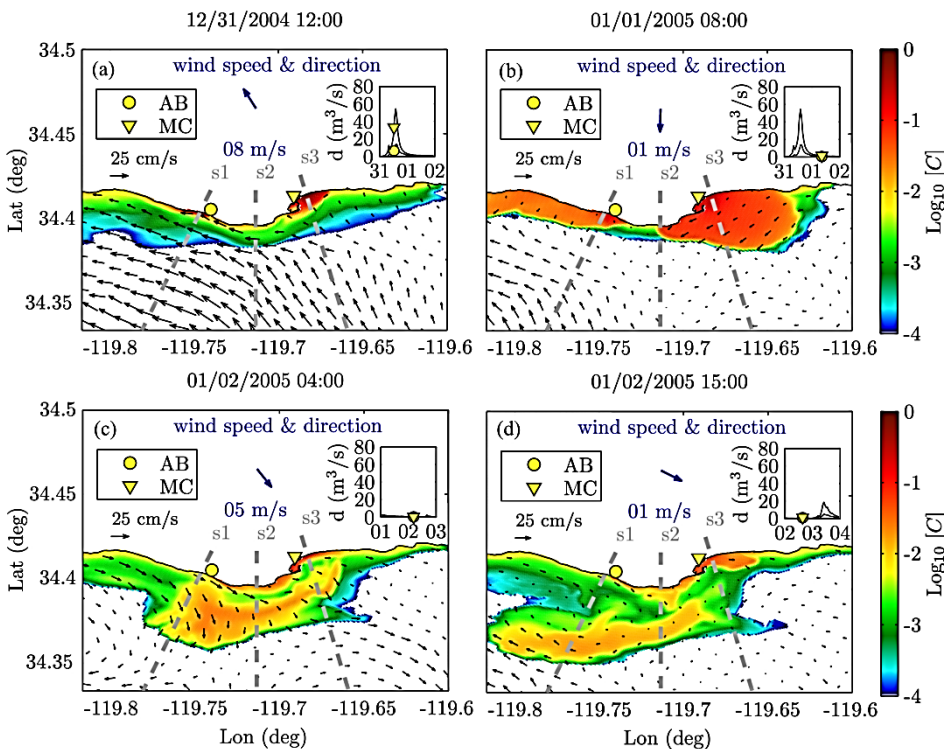 12/31/2004 12:00
01/01/2005 08:00
34.5
34.45
34.4
34.35
Lat (deg)
(a)
wind speed & direction
AB
MC
25 cm/s
08 m/s
s1
s2
s3
d (m³/s)
80
60
40
20
0
31 01 02
-119.8 -119.75 -119.7 -119.65 -119.6
(b)
wind speed & direction
AB
MC
25 cm/s
01 m/s
s1
s2
s3
d (m³/s)
80
60
40
20
0
31 01 02
-119.8 -119.75 -119.7 -119.65 -119.6
0
-1
-2
-3
-4
Log₁₀ [C]
01/02/2005 04:00
01/02/2005 15:00
34.5
34.45
34.4
34.35
Lat (deg)
(c)
wind speed & direction
AB
MC
25 cm/s
05 m/s
s1
s2
s3
d (m³/s)
80
60
40
20
0
01 02 03
-119.8 -119.75 -119.7 -119.65 -119.6
Lon (deg)
(d)
wind speed & direction
AB
MC
25 cm/s
01 m/s
s1
s2
s3
d (m³/s)
80
60
40
20
0
02 03 04
-119.8 -119.75 -119.7 -119.65 -119.6
Lon (deg)
0
-1
-2
-3
-4
Log₁₀ [C]